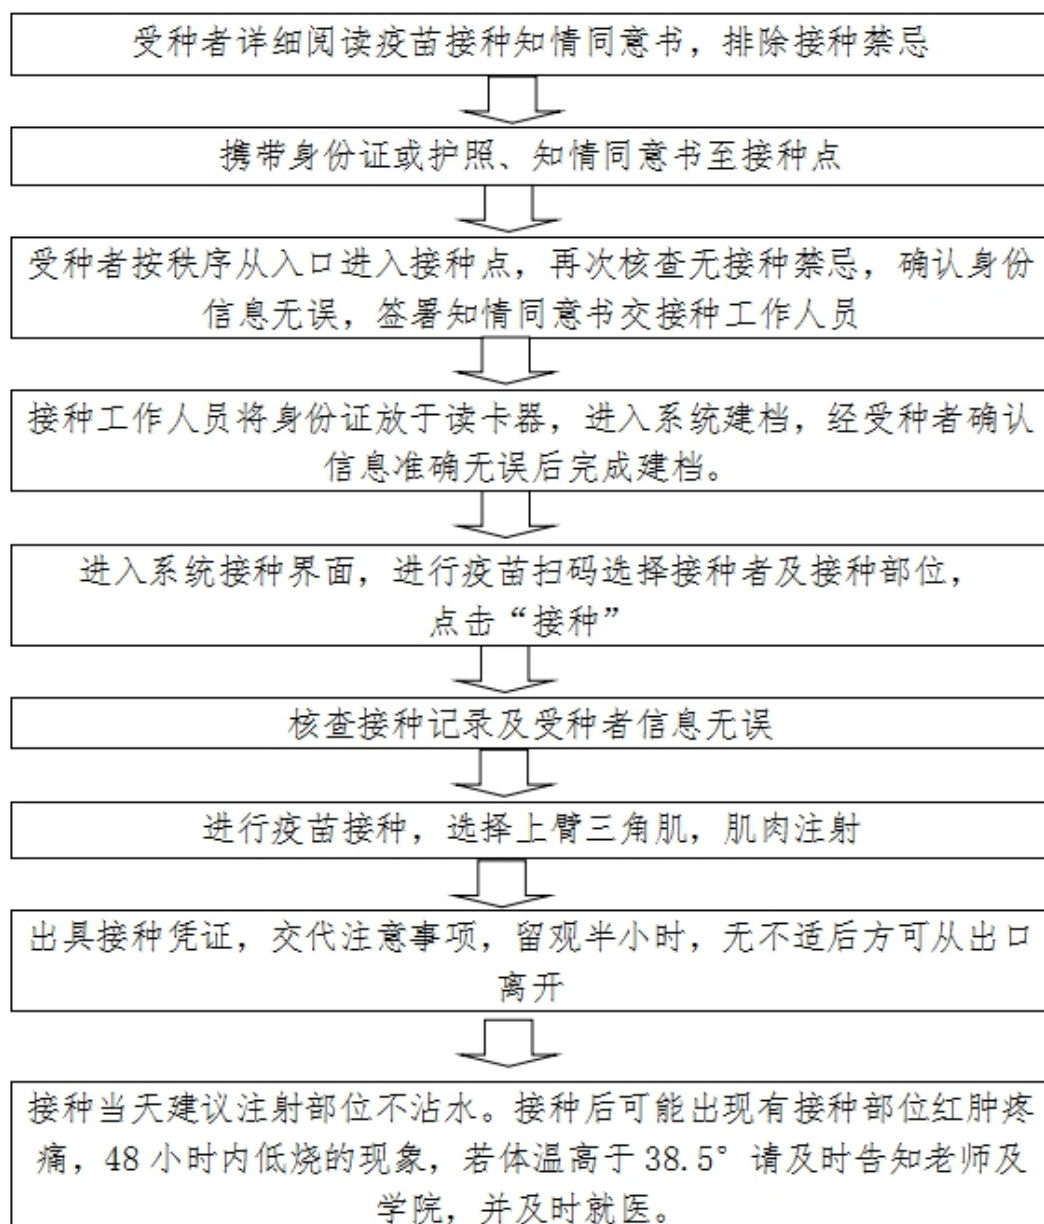 受种者详细阅读疫苗接种知情同意书，排除接种禁忌
携带身份证或护照、知情同意书至接种点
受种者按秩序从入口进入接种点，再次核查无接种禁忌，确认身份
信息无误，签署知情同意书交接种工作人员
接种工作人员将身份证放于读卡器，进入系统建档，经受种者确认
信息准确无误后完成建档。
进入系统接种界面，进行疫苗扫码选择接种者及接种部位，
点击“接种”
核查接种记录及受种者信息无误
进行疫苗接种，选择上臂三角肌，肌肉注射
出具接种凭证，交代注意事项，留观半小时，无不适后方可从出口
离开
接种当天建议注射部位不沾水。接种后可能出现有接种部位红肿疼
痛，48 小时内低烧的现象，若体温高于 38.5° 请及时告知老师及
学院，并及时就医。